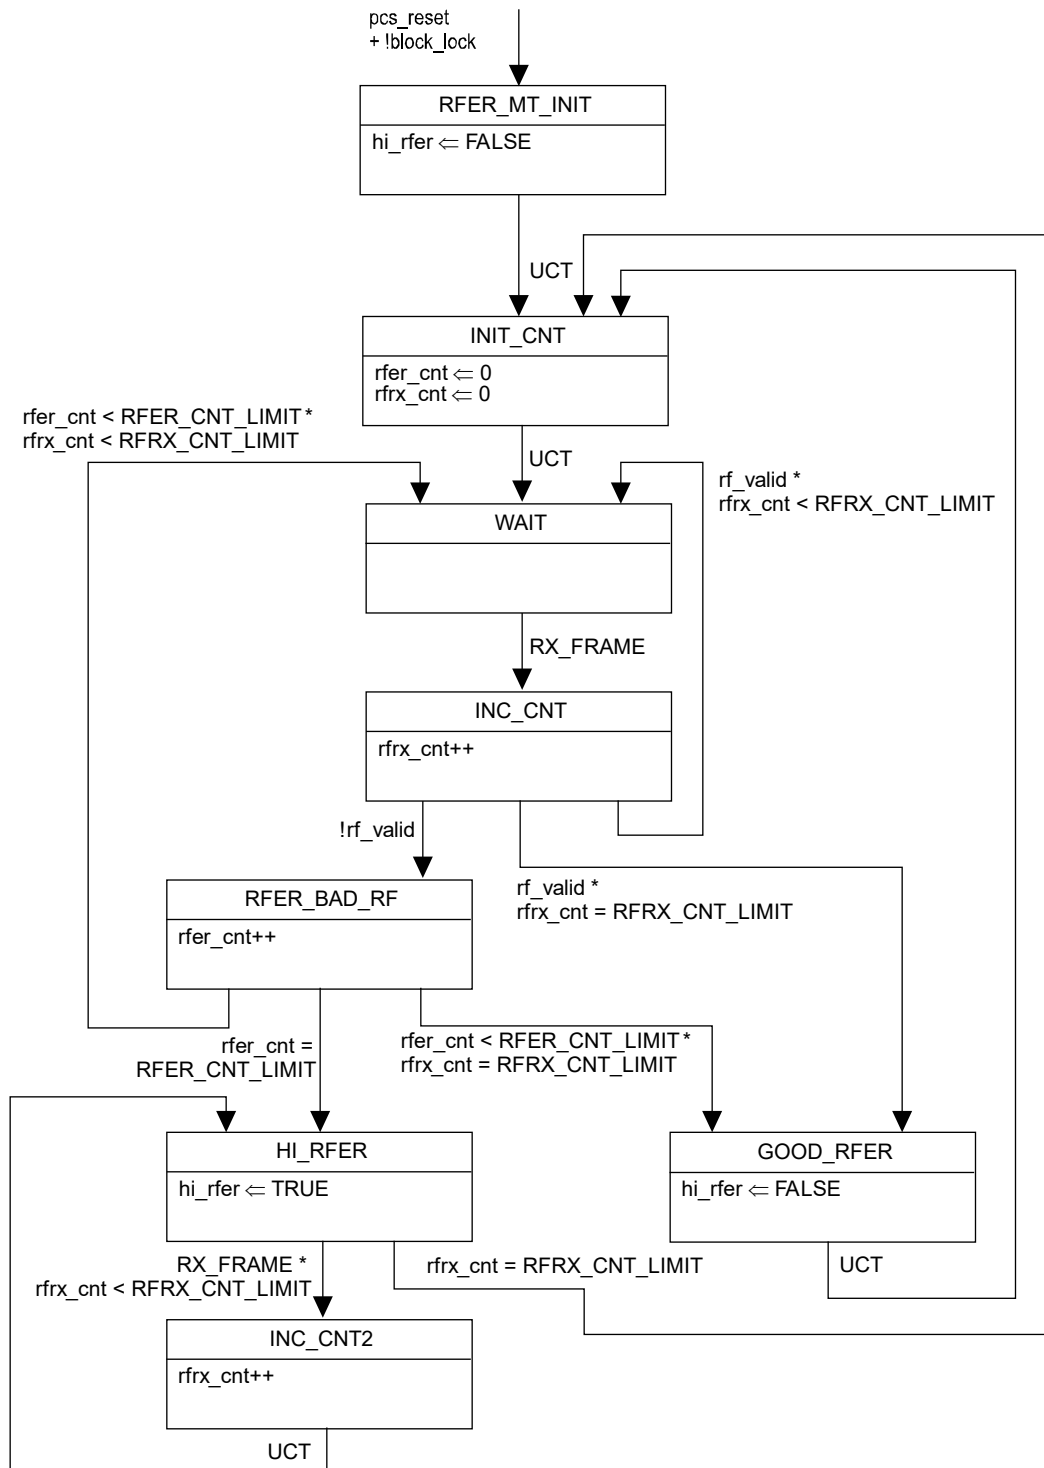 pcs_reset
+ !block_lock
RFER_MT_INIT
hi_rfer ⇐ FALSE
UCT
INIT_CNT
rfer_cnt ⇐ 0
rfrx_cnt ⇐ 0
rfer_cnt < RFER_CNT_LIMIT *
rfrx_cnt < RFRX_CNT_LIMIT
UCT
rf_valid *
rfrx_cnt < RFRX_CNT_LIMIT
WAIT
RX_FRAME
INC_CNT
rfrx_cnt++
!rf_valid
rf_valid *
rfrx_cnt = RFRX_CNT_LIMIT
RFER_BAD_RF
rfer_cnt++
rfer_cnt =
RFER_CNT_LIMIT
rfer_cnt < RFER_CNT_LIMIT *
rfrx_cnt = RFRX_CNT_LIMIT
HI_RFER
hi_rfer ⇐ TRUE
GOOD_RFER
hi_rfer ⇐ FALSE
RX_FRAME *
rfrx_cnt < RFRX_CNT_LIMIT
rfrx_cnt = RFRX_CNT_LIMIT
UCT
INC_CNT2
rfrx_cnt++
UCT